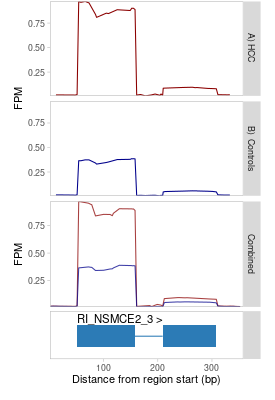 0.75
0.50
0.25
A) HCC
FPM
0.75
0.50
0.25
B) Controls
0.75
0.50
0.25
FPM
Combined
RI_NSMCE2_3 >
100
200
300
Distance from region start (bp)